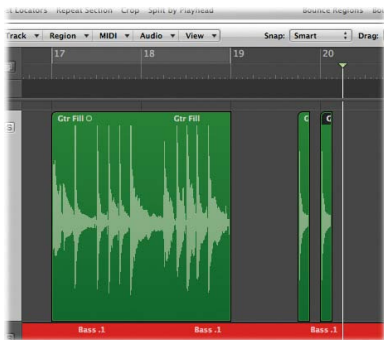 Locators Repeat Section Crop Split by Playhead Bounce Regions
Track Region MIDI Audio View Snap: Smart Drag:
17 18 19 20
Gtr Fill Gtr Fill G G
S
Bass .1 Bass .1 Bass .1